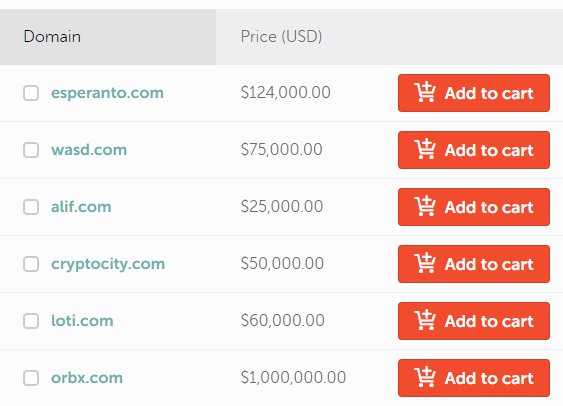 Domain Price (USD)
esperanto.com $124,000.00 Add to cart
wasd.com $75,000.00 Add to cart
alif.com $25,000.00 Add to cart
cryptocity.com $50,000.00 Add to cart
loti.com $60,000.00 Add to cart
orbx.com $1,000,000.00 Add to cart